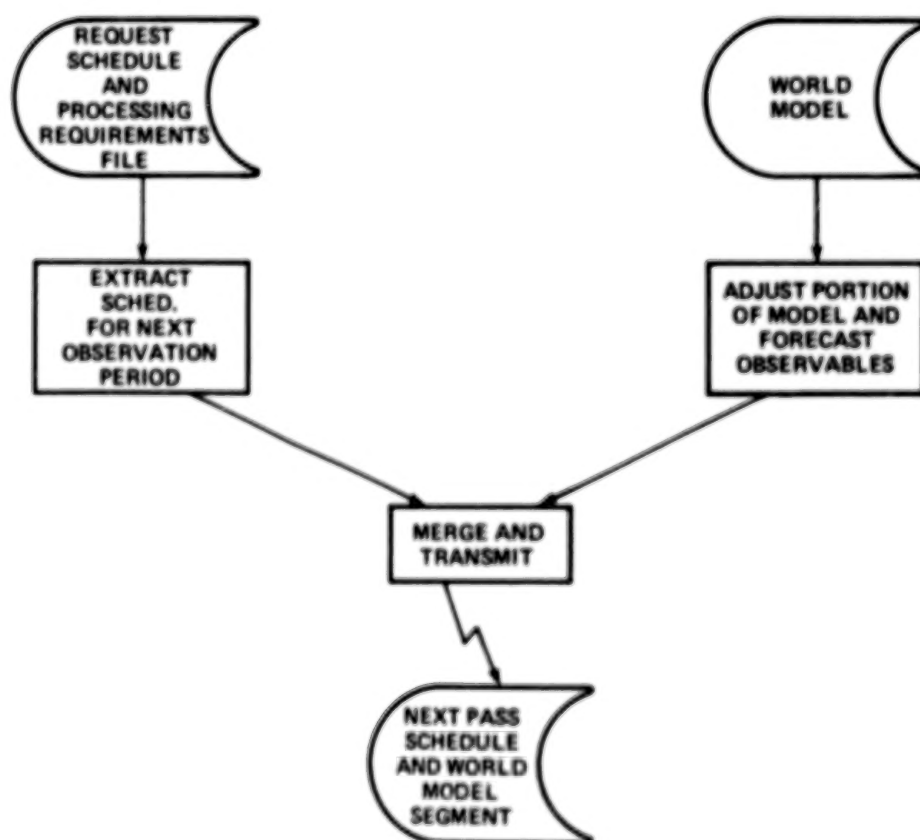 REQUEST
SCHEDULE
AND
PROCESSING
REQUIREMENTS
FILE
WORLD
MODEL
EXTRACT
SCHED.
FOR NEXT
OBSERVATION
PERIOD
ADJUST PORTION
OF MODEL AND
FORECAST
OBSERVABLES
MERGE AND
TRANSMIT
NEXT PASS
SCHEDULE
AND WORLD
MODEL
SEGMENT